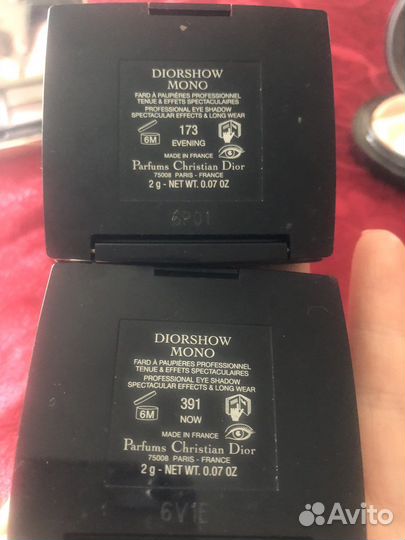 DIORSHOW
MONO
FARD À PAUPIÈRES PROFESSIONNEL
TENUE & EFFETS SPECTACULAIRES
PROFESSIONAL EYE SHADOW
SPECTACULAR EFFECTS & LONG WEAR
6M
173
EVENING
MADE IN FRANCE
Parfums Christian Dior
75008 PARIS - FRANCE
2 g - NET WT. 0.07 OZ
6P01
DIORSHOW
MONO
FARD À PAUPIÈRES PROFESSIONNEL
TENUE & EFFETS SPECTACULAIRES
PROFESSIONAL EYE SHADOW
SPECTACULAR EFFECTS & LONG WEAR
6M
391
NOW
MADE IN FRANCE
Parfums Christian Dior
75008 PARIS - FRANCE
2 g - NET WT. 0.07 OZ
6V1E
Avito